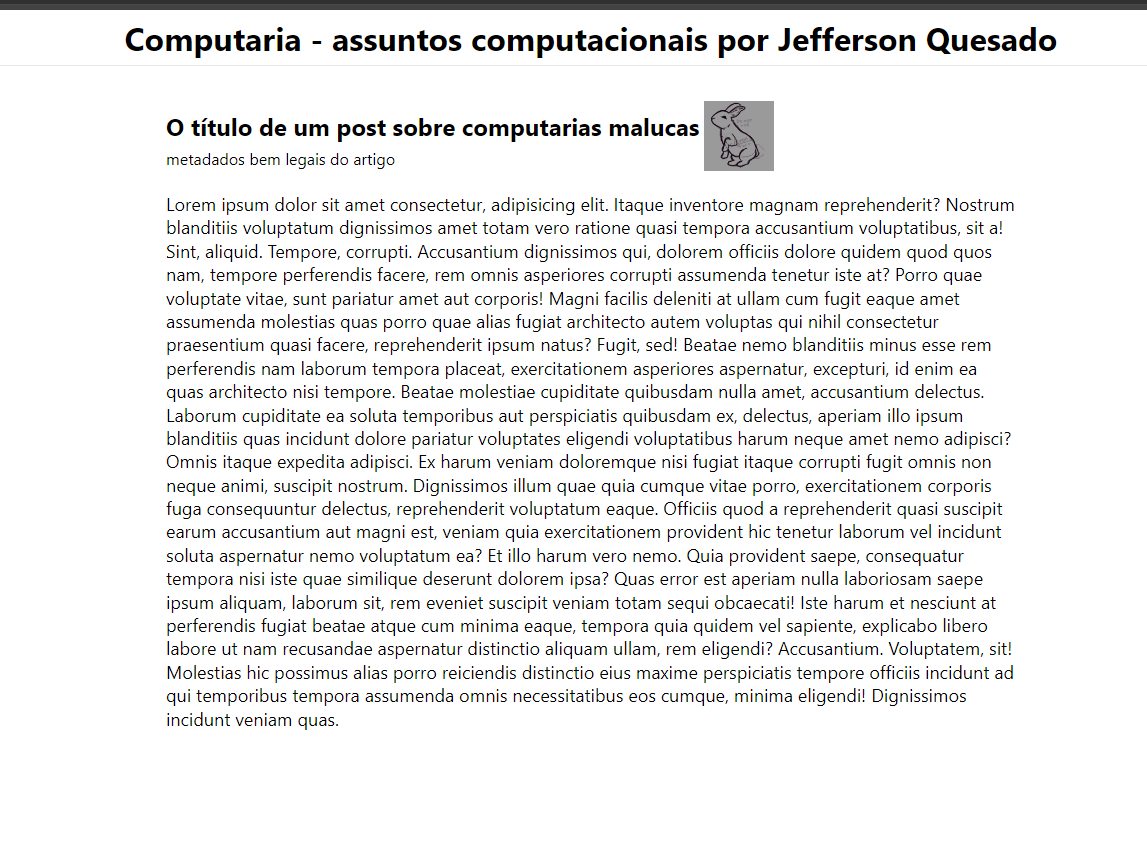 Computaria - assuntos computacionais por Jefferson Quesado
O título de um post sobre computarias malucas
metadados bem legais do artigo
Lorem ipsum dolor sit amet consectetur, adipisicing elit. Itaque inventore magnam reprehenderit? Nostrum
blanditiis voluptatum dignissimos amet totam vero ratione quasi tempora accusantium voluptatibus, sit a!
Sint, aliquid. Tempore, corrupti. Accusantium dignissimos qui, dolorem officiis dolore quidem quod quos
nam, tempore perferendis facere, rem omnis asperiores corrupti assumenda tenetur iste at? Porro quae
voluptate vitae, sunt pariatur amet aut corporis! Magni facilis deleniti at ullam cum fugit eaque amet
assumenda molestias quas porro quae alias fugiat architecto autem voluptas qui nihil consectetur
praesentium quasi facere, reprehenderit ipsum natus? Fugit, sed! Beatae nemo blanditiis minus esse rem
perferendis nam laborum tempora placeat, exercitationem asperiores aspernatur, excepturi, id enim ea
quas architecto nisi tempore. Beatae molestiae cupiditate quibusdam nulla amet, accusantium delectus.
Laborum cupiditate ea soluta temporibus aut perspiciatis quibusdam ex, delectus, aperiam illo ipsum
blanditiis quas incidunt dolore pariatur voluptates eligendi voluptatibus harum neque amet nemo adipisci?
Omnis itaque expedita adipisci. Ex harum veniam doloremque nisi fugiat itaque corrupti fugit omnis non
neque animi, suscipit nostrum. Dignissimos illum quae quia cumque vitae porro, exercitationem corporis
fuga consequuntur delectus, reprehenderit voluptatum eaque. Officiis quod a reprehenderit quasi suscipit
earum accusantium aut magni est, veniam quia exercitationem provident hic tenetur laborum vel incidunt
soluta aspernatur nemo voluptatum ea? Et illo harum vero nemo. Quia provident saepe, consequatur
tempora nisi iste quae similique deserunt dolorem ipsa? Quas error est aperiam nulla laboriosam saepe
ipsum aliquam, laborum sit, rem eveniet suscipit veniam totam sequi obcaecati! Iste harum et nesciunt at
perferendis fugiat beatae atque cum minima eaque, tempora quia quidem vel sapiente, explicabo libero
labore ut nam recusandae aspernatur distinctio aliquam ullam, rem eligendi? Accusantium. Voluptatem, sit!
Molestias hic possimus alias porro reiciendis distinctio eius maxime perspiciatis tempore officiis incidunt ad
qui temporibus tempora assumenda omnis necessitatibus eos cumque, minima eligendi! Dignissimos
incidunt veniam quas.